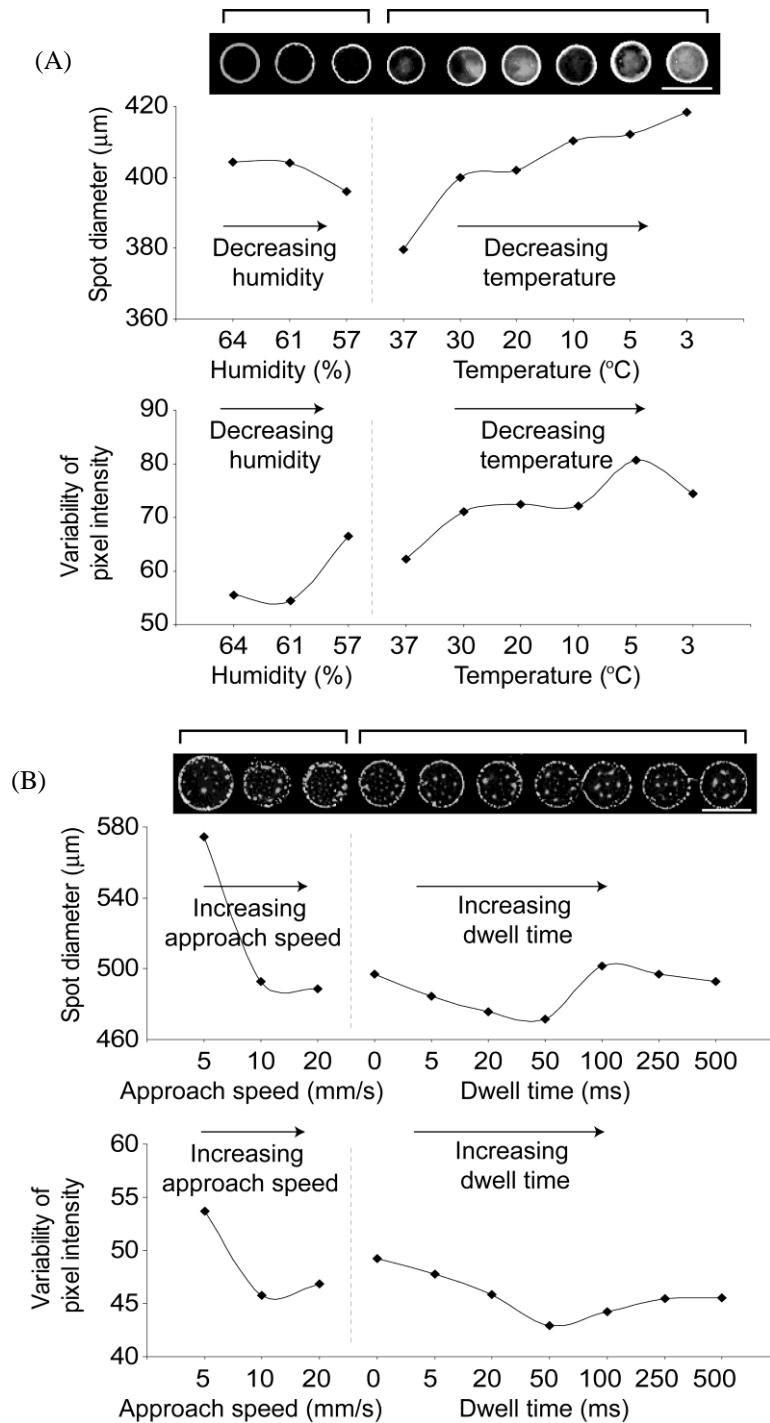 (A)
420
400
380
360
Spot diameter (μm)
Decreasing
humidity
Decreasing
temperature
64 61 57 37 30 20 10 5 3
Humidity (%) Temperature (°C)
90
80
70
60
50
Variability of
pixel intensity
Decreasing
humidity
Decreasing
temperature
64 61 57 37 30 20 10 5 3
Humidity (%) Temperature (°C)
(B)
580
540
500
460
Spot diameter (μm)
Increasing
approach speed
Increasing
dwell time
5 10 20 0 5 20 50 100 250 500
Approach speed (mm/s) Dwell time (ms)
60
55
50
45
40
Variability of
pixel intensity
Increasing
approach speed
Increasing
dwell time
5 10 20 0 5 20 50 100 250 500
Approach speed (mm/s) Dwell time (ms)